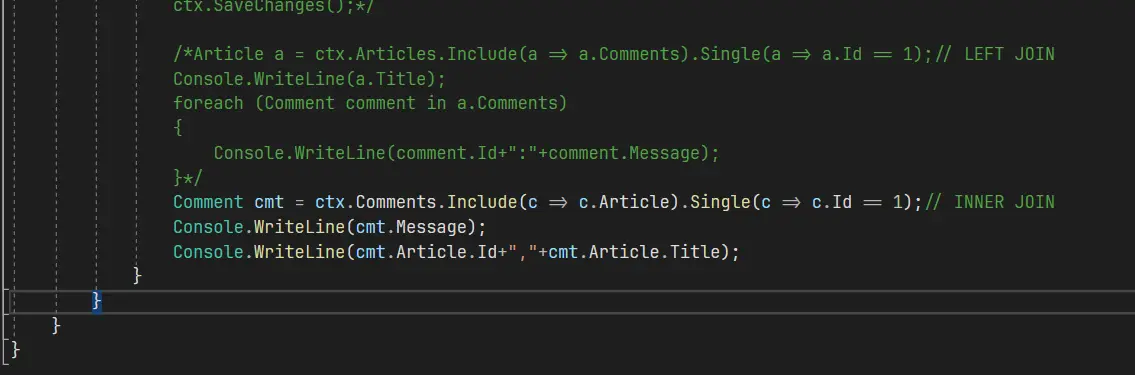 ctx.SaveChanges();*/
/*Article a = ctx.Articles.Include(a => a.Comments).Single(a => a.Id == 1);// LEFT JOIN
Console.WriteLine(a.Title);
foreach (Comment comment in a.Comments)
{
Console.WriteLine(comment.Id+":"+comment.Message);
}*/
Comment cmt = ctx.Comments.Include(c => c.Article).Single(c => c.Id == 1);// INNER JOIN
Console.WriteLine(cmt.Message);
Console.WriteLine(cmt.Article.Id+","+cmt.Article.Title);
}
}
}
}